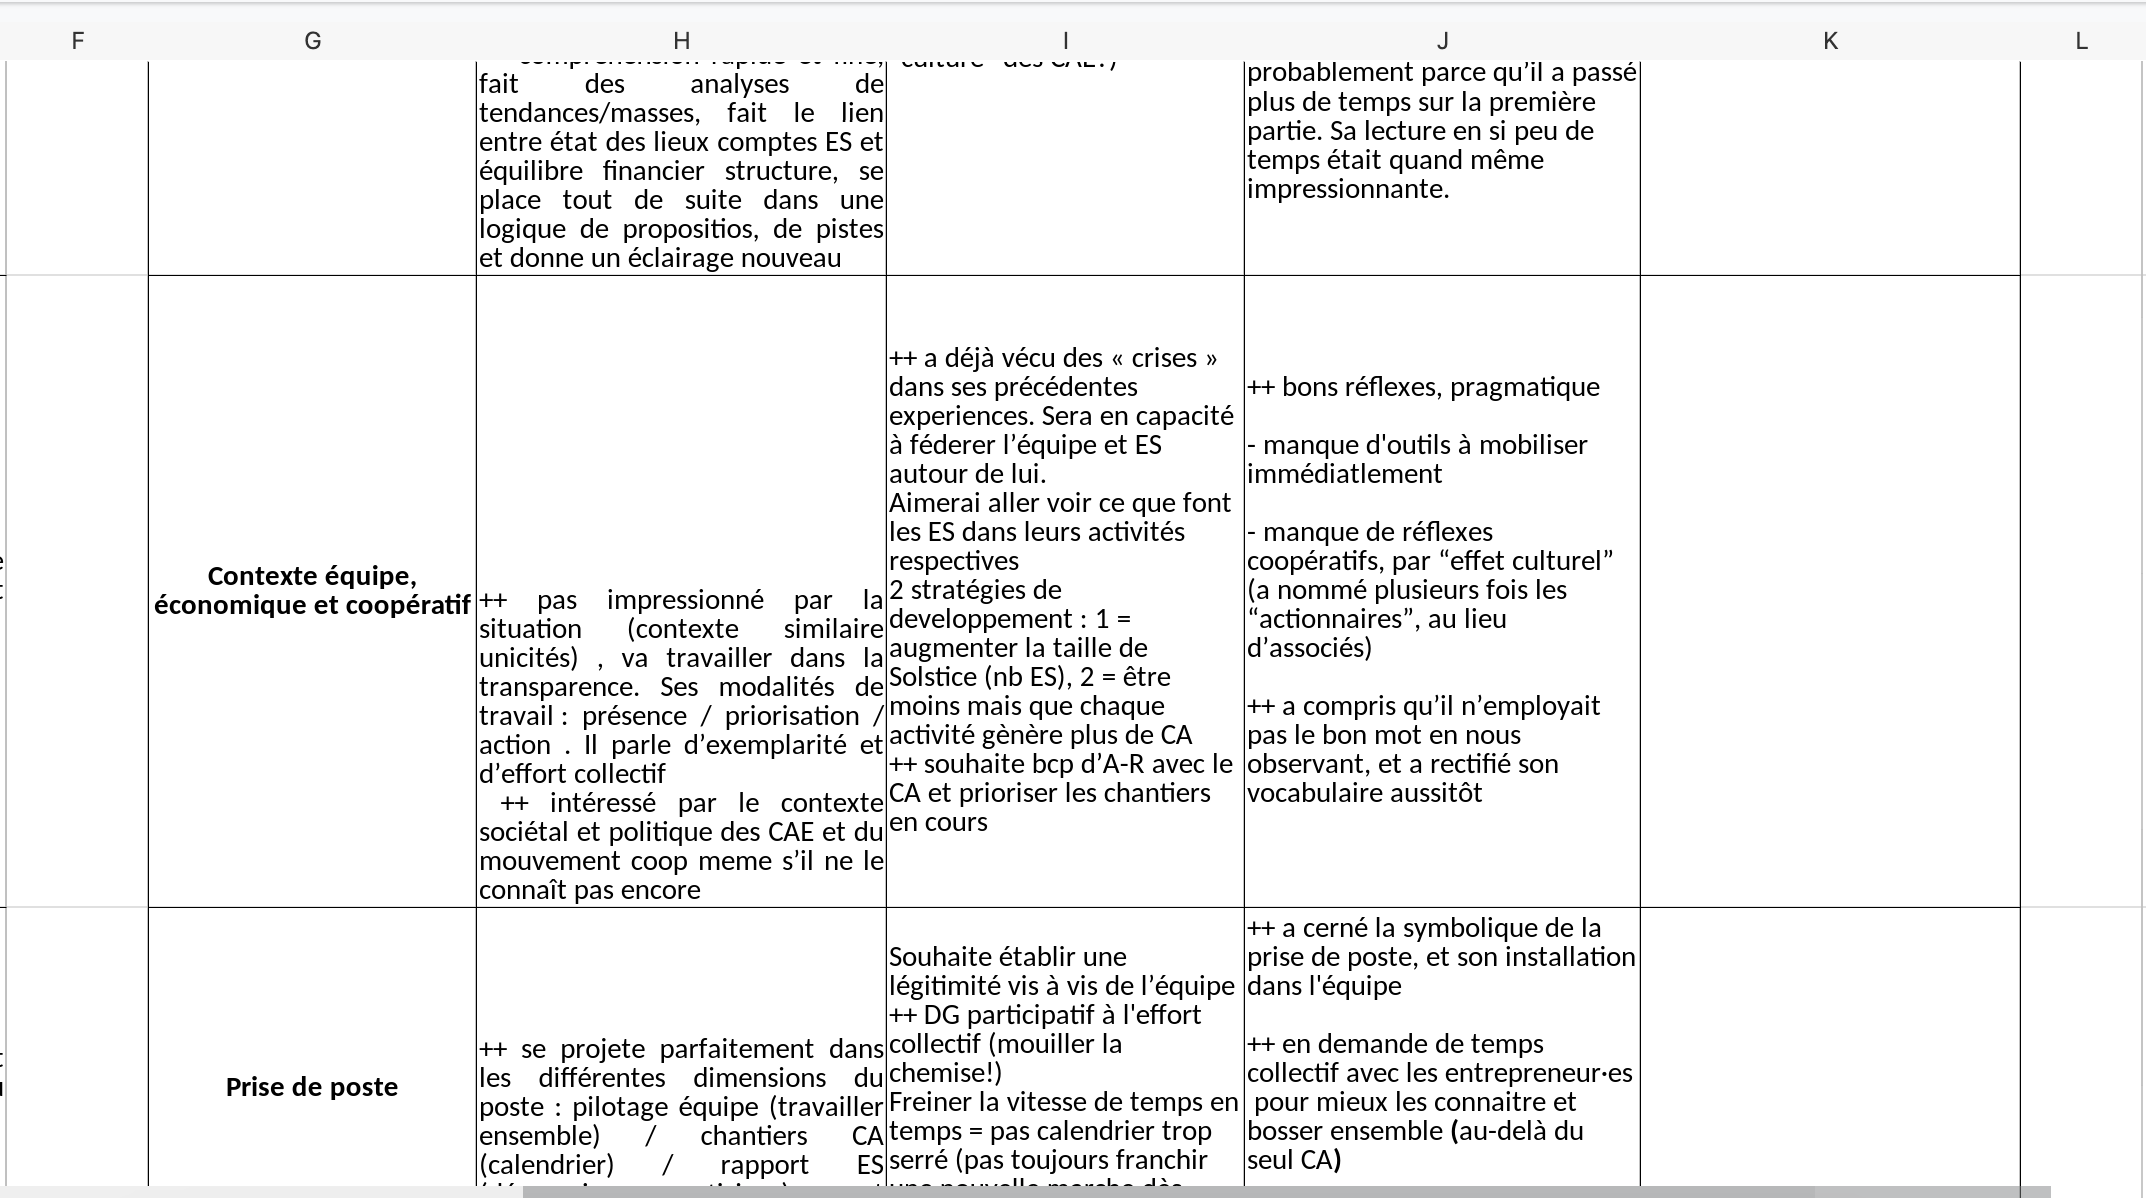 F G H I J K L
compréhension rapide et fine,
fait des analyses de
tendances/masses, fait le lien
entre état des lieux comptes ES et
équilibre financier structure, se
place tout de suite dans une
logique de propositios, de pistes
et donne un éclairage nouveau
culture" des CAE?)
probablement parce qu’il a passé
plus de temps sur la première
partie. Sa lecture en si peu de
temps était quand même
impressionnante.
Contexte équipe,
économique et coopératif
++ pas impressionné par la
situation (contexte similaire
unicités) , va travailler dans la
transparence. Ses modalités de
travail : présence / priorisation /
action . Il parle d’exemplarité et
d’effort collectif
++ intéressé par le contexte
sociétal et politique des CAE et du
mouvement coop meme s’il ne le
connaît pas encore
++ a déjà vécu des « crises »
dans ses précédentes
experiences. Sera en capacité
à féderer l’équipe et ES
autour de lui.
Aimerai aller voir ce que font
les ES dans leurs activités
respectives
2 stratégies de
developpement : 1 =
augmenter la taille de
Solstice (nb ES), 2 = être
moins mais que chaque
activité gènère plus de CA
++ souhaite bcp d’A-R avec le
CA et prioriser les chantiers
en cours
++ bons réflexes, pragmatique
- manque d'outils à mobiliser
immédiatlement
- manque de réflexes
coopératifs, par “effet culturel”
(a nommé plusieurs fois les
“actionnaires”, au lieu
d’associés)
++ a compris qu’il n’employait
pas le bon mot en nous
observant, et a rectifié son
vocabulaire aussitôt
Prise de poste
++ se projete parfaitement dans
les différentes dimensions du
poste : pilotage équipe (travailler
ensemble) / chantiers CA
(calendrier) / rapport ES
Souhaite établir une
légitimité vis à vis de l’équipe
++ DG participatif à l'effort
collectif (mouiller la
chemise!)
Freiner la vitesse de temps en
temps = pas calendrier trop
serré (pas toujours franchir
une nouvelle marche dès
++ a cerné la symbolique de la
prise de poste, et son installation
dans l'équipe
++ en demande de temps
collectif avec les entrepreneur·es
pour mieux les connaitre et
bosser ensemble (au-delà du
seul CA)